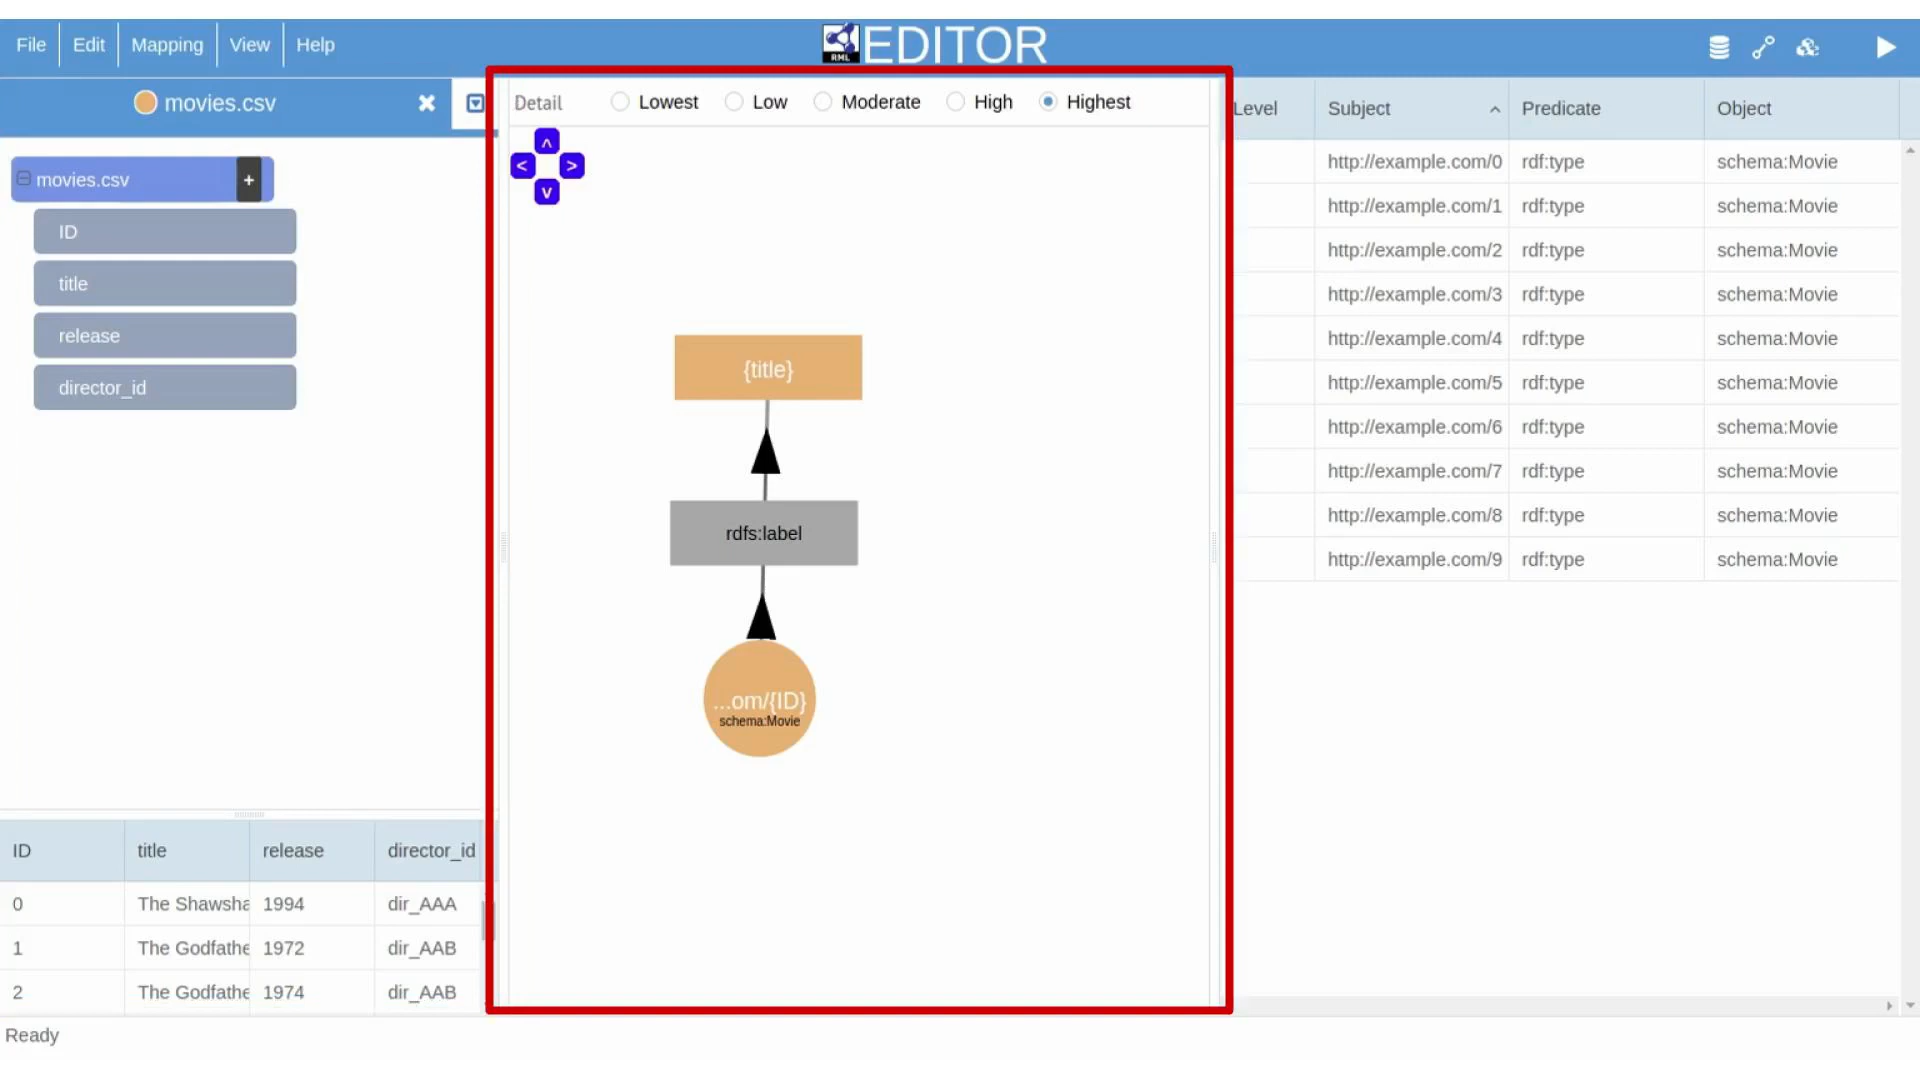 File Edit Mapping View Help
RML EDITOR
movies.csv
movies.csv +
ID
title
release
director_id
ID title release director_id
0 The Shawsha 1994 dir_AAA
1 The Godfathe 1972 dir_AAB
2 The Godfathe 1974 dir_AAB
Ready
Detail Lowest Low Moderate High Highest
^
< >
v
{title}
rdfs:label
...om/{ID}
schema:Movie
Level Subject Predicate Object
http://example.com/0 rdf:type schema:Movie
http://example.com/1 rdf:type schema:Movie
http://example.com/2 rdf:type schema:Movie
http://example.com/3 rdf:type schema:Movie
http://example.com/4 rdf:type schema:Movie
http://example.com/5 rdf:type schema:Movie
http://example.com/6 rdf:type schema:Movie
http://example.com/7 rdf:type schema:Movie
http://example.com/8 rdf:type schema:Movie
http://example.com/9 rdf:type schema:Movie